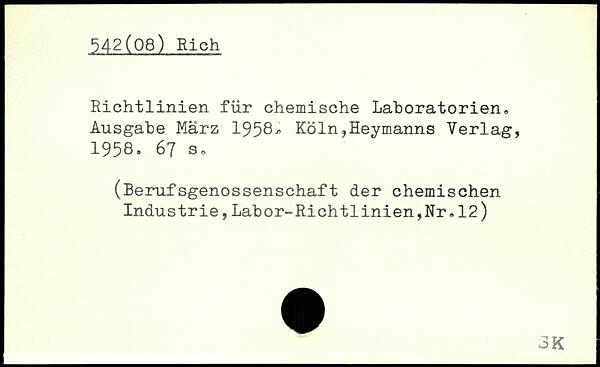 542(08) Rich
Richtlinien für chemische Laboratorien.
Ausgabe März 1958. Köln,Heymanns Verlag,
1958. 67 s.
(Berufsgenossenschaft der chemischen
Industrie,Labor-Richtlinien,Nr.12)
SK